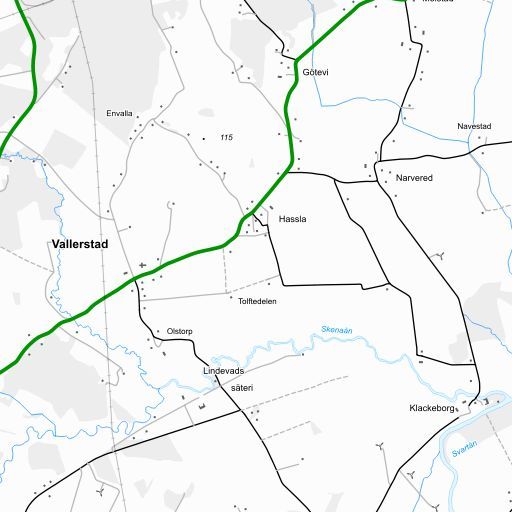 Götevi
Envalla
Navestad
115
Narvered
Hassla
Vallerstad
Tolftedelen
Skenaån
Olstorp
Lindevads
säteri
Klackeborg
Svartån